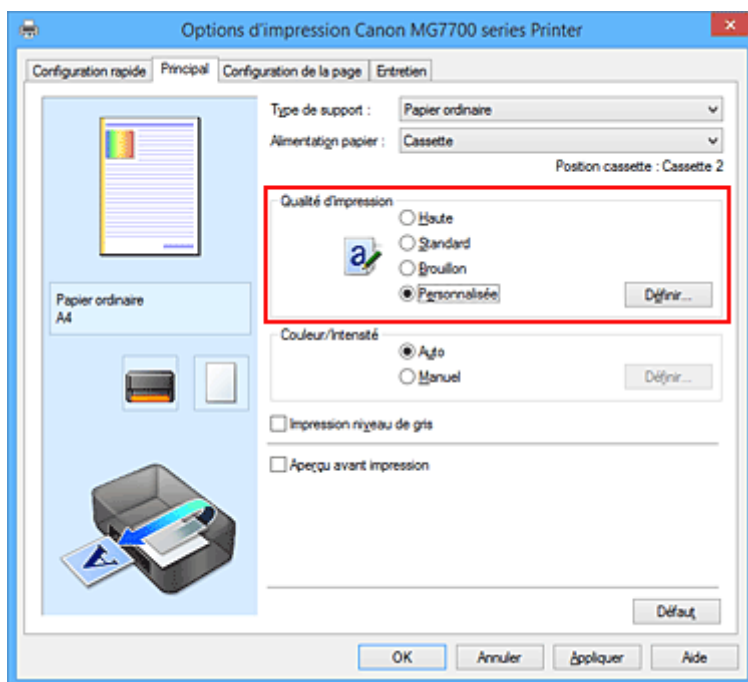 Options d'impression Canon MG7700 series Printer
Configuration rapide Principal Configuration de la page Entretien
Type de support : Papier ordinaire
Alimentation papier : Cassette
Position cassette : Cassette 2
Qualité d'impression
Haute
Standard
Brouillon
Personnalisée Définir...
Papier ordinaire
A4
Couleur/Intensité
Auto
Manuel Définir...
Impression niveau de gris
Aperçu avant impression
Défaut
OK Annuler Appliquer Aide